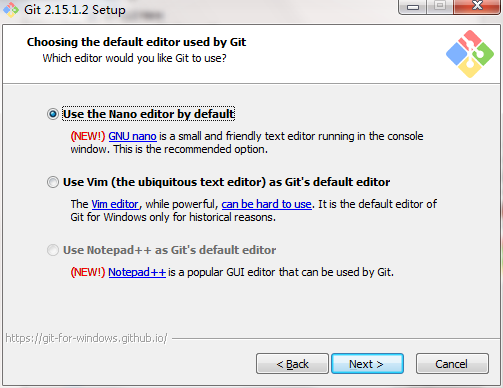 Git 2.15.1.2 Setup
Choosing the default editor used by Git
Which editor would you like Git to use?
Use the Nano editor by default
(NEW!) GNU nano is a small and friendly text editor running in the console
window. This is the recommended option.
Use Vim (the ubiquitous text editor) as Git's default editor
The Vim editor, while powerful, can be hard to use. It is the default editor of
Git for Windows only for historical reasons.
Use Notepad++ as Git's default editor
(NEW!) Notepad++ is a popular GUI editor that can be used by Git.
https://git-for-windows.github.io/
< Back
Next >
Cancel